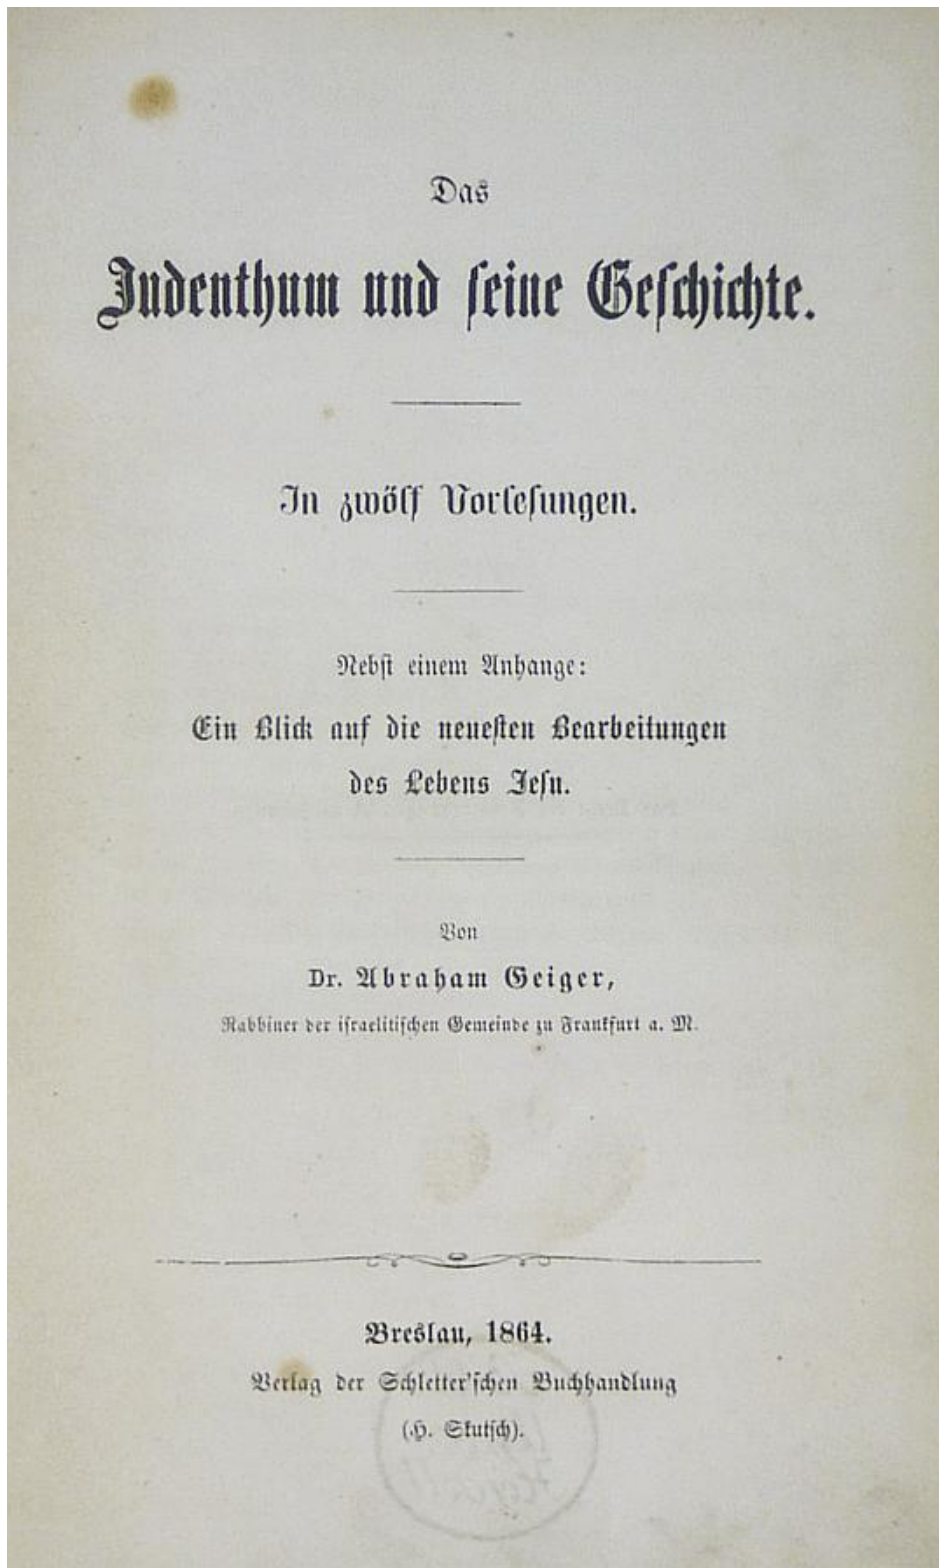 Das
Judenthum und seine Geschichte.
In zwölf Vorlesungen.
Nebst einem Anhange:
Ein Blick auf die neuesten Bearbeitungen
des Lebens Jesu.
Von
Dr. Abraham Geiger,
Rabbiner der israelitischen Gemeinde zu Frankfurt a. M.
Breslau, 1864.
Verlag der Schletter'schen Buchhandlung
(H. Skutsch).